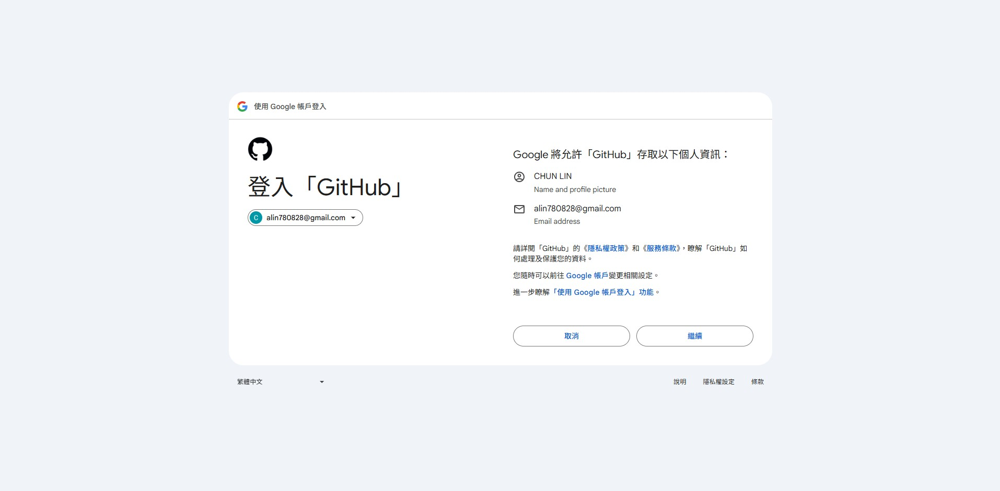 使用 Google 帳戶登入
登入「GitHub」
C alin780828@gmail.com
Google 將允許「GitHub」存取以下個人資訊：
CHUN LIN
Name and profile picture
alin780828@gmail.com
Email address
請詳閱「GitHub」的《隱私權政策》和《服務條款》，瞭解「GitHub」如
何處理及保護您的資料。
您隨時可以前往 Google 帳戶變更相關設定。
進一步瞭解「使用 Google 帳戶登入」功能。
取消
繼續
繁體中文
說明
隱私權設定
條款